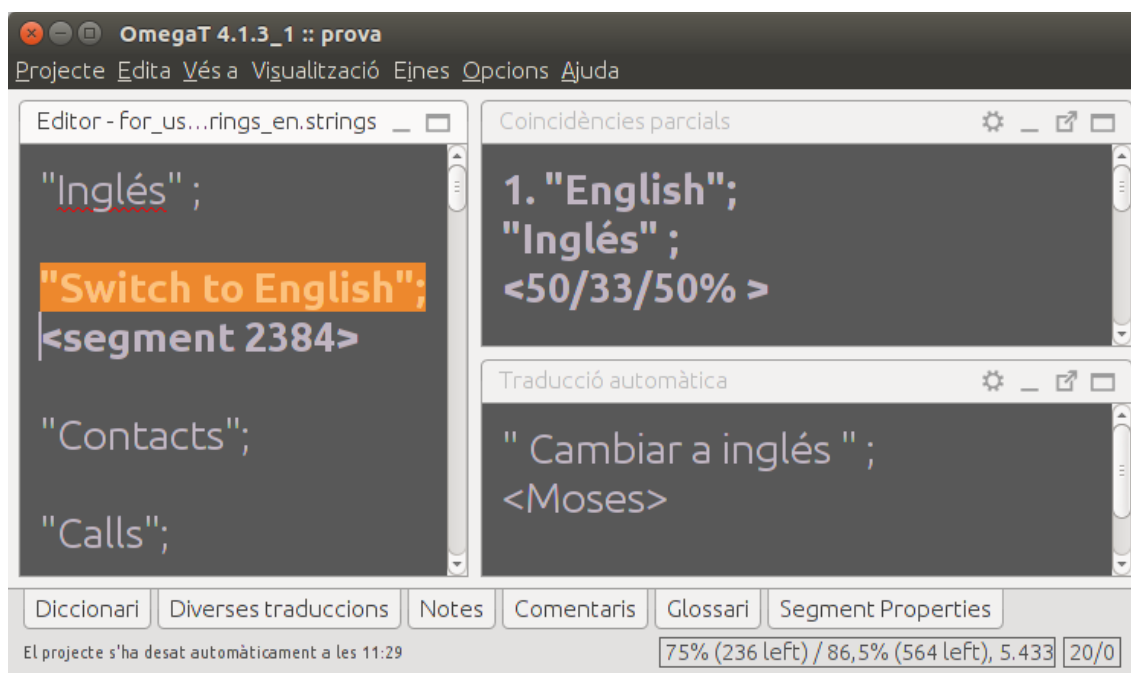 OmegaT 4.1.3_1 :: prova
Projecte Edita Vés a Visualització Eines Opcions Ajuda
Editor - for_us...rings_en.strings
"Inglés" ;
"Switch to English";
<segment 2384>
"Contacts";
"Calls";
Coincidències parcials
1. "English";
"Inglés" ;
<50/33/50% >
Traducció automàtica
" Cambiar a inglés " ;
<Moses>
Diccionari Diverses traduccions Notes Comentaris Glossari Segment Properties
El projecte s'ha desat automàticament a les 11:29 75% (236 left) / 86,5% (564 left), 5.433 20/0